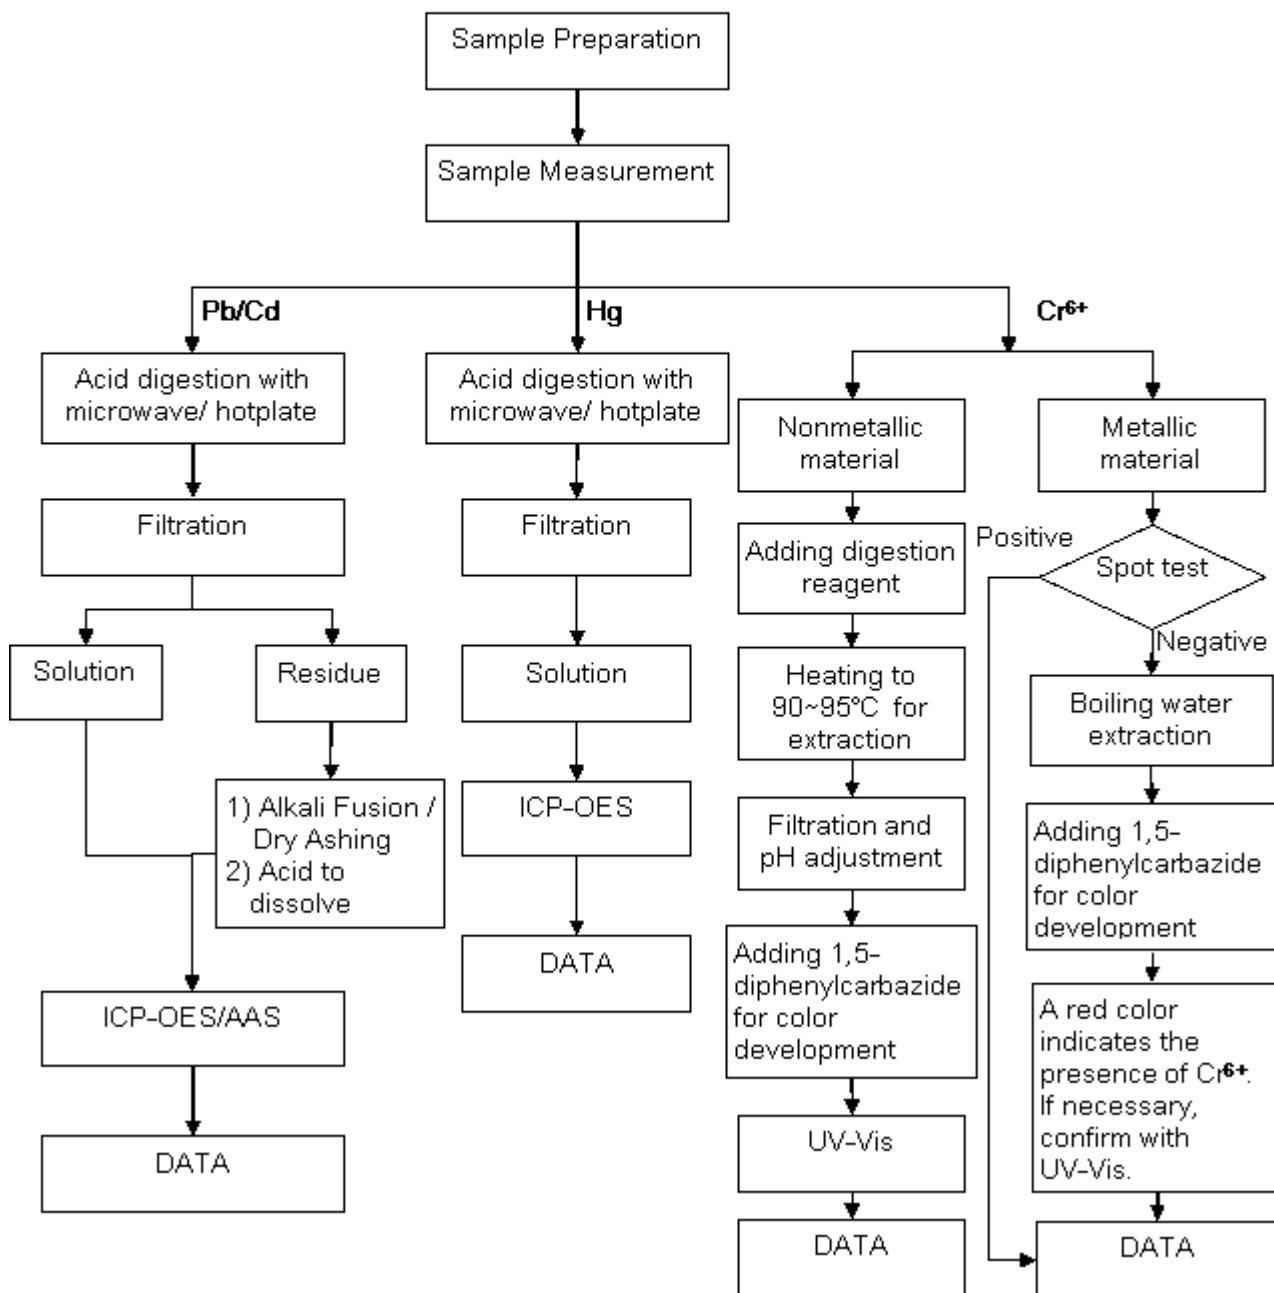 Sample Preparation
Sample Measurement
Pb/Cd
Hg
Cr⁶⁺
Acid digestion with
microwave/ hotplate
Filtration
Solution
Residue
1) Alkali Fusion /
Dry Ashing
2) Acid to
dissolve
ICP-OES/AAS
DATA
Acid digestion with
microwave/ hotplate
Filtration
Solution
ICP-OES
DATA
Nonmetallic
material
Adding digestion
reagent
Heating to
90~95°C for
extraction
Filtration and
pH adjustment
Adding 1,5-
diphenylcarbazide
for color
development
UV-Vis
DATA
Metallic
material
Spot test
Positive
Negative
Boiling water
extraction
Adding 1,5-
diphenylcarbazide
for color
development
A red color
indicates the
presence of Cr⁶⁺.
If necessary,
confirm with
UV-Vis.
DATA